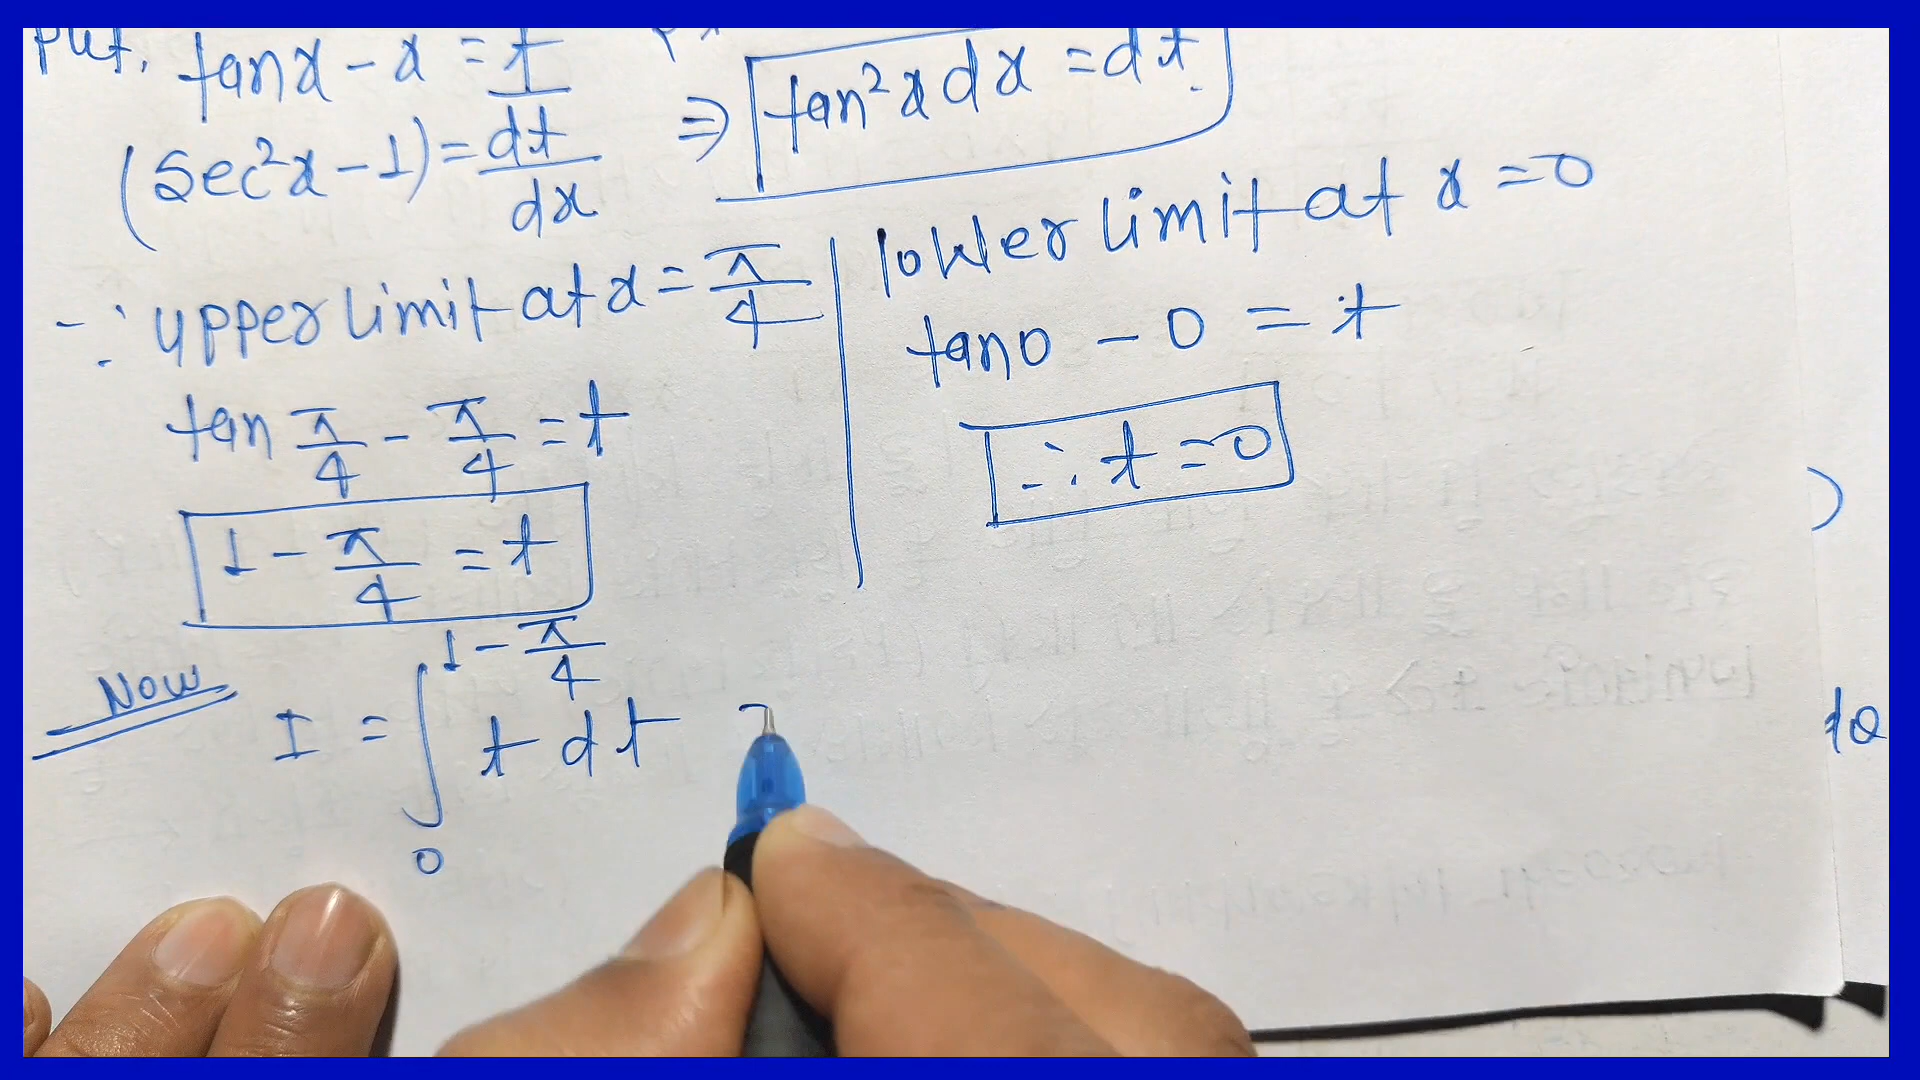 Put, tanx - x = t
⇒ tan²x dx = dt
(sec²x - 1) = dt/dx
∵ upper limit at x = π/4
tan π/4 - π/4 = t
1 - π/4 = t
lower limit at x = 0
tan0 - 0 = t
∴ t = 0
Now I = ∫₀^(1 - π/4) t dt